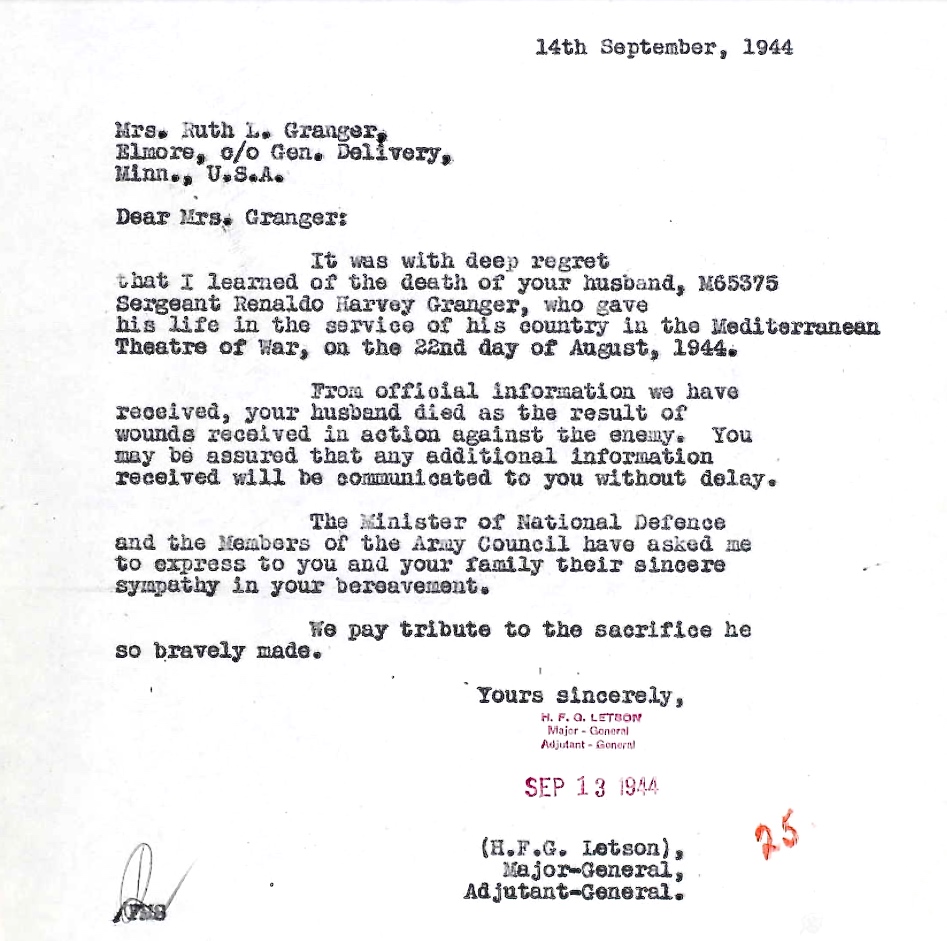 14th September, 1944
Mrs. Ruth L. Granger,
Elmore, c/o Gen. Delivery,
Minn., U.S.A.
Dear Mrs. Granger:
It was with deep regret
that I learned of the death of your husband, M65375
Sergeant Renaldo Harvey Granger, who gave
his life in the service of his country in the Mediterranean
Theatre of War, on the 22nd day of August, 1944.
From official information we have
received, your husband died as the result of
wounds received in action against the enemy. You
may be assured that any additional information
received will be communicated to you without delay.
The Minister of National Defence
and the Members of the Army Council have asked me
to express to you and your family their sincere
sympathy in your bereavement.
We pay tribute to the sacrifice he
so bravely made.
Yours sincerely,
H. F. G. LETSON
Major - General
Adjutant - General
SEP 13 1944
25
(H.F.G. Letson),
Major-General,
Adjutant-General.